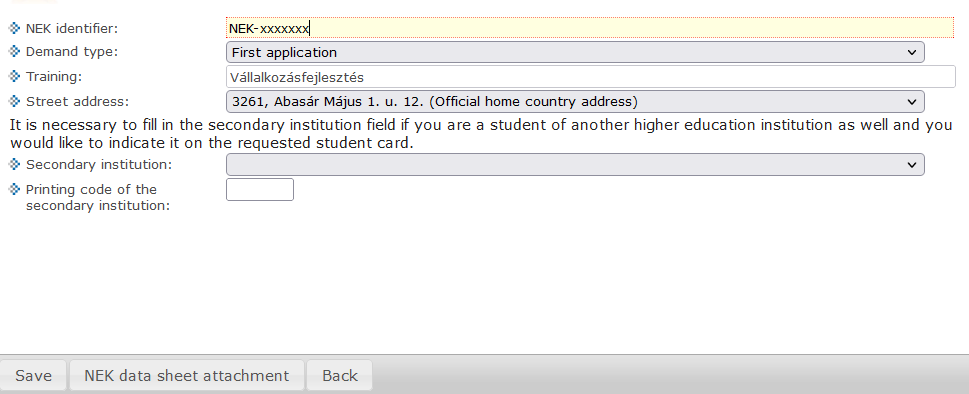 NEK identifier: NEK-xxxxxxx
Demand type: First application
Training: Vállalkozásfejlesztés
Street address: 3261, Abasár Május 1. u. 12. (Official home country address)
It is necessary to fill in the secondary institution field if you are a student of another higher education institution as well and you
would like to indicate it on the requested student card.
Secondary institution:
Printing code of the
secondary institution:
Save NEK data sheet attachment Back